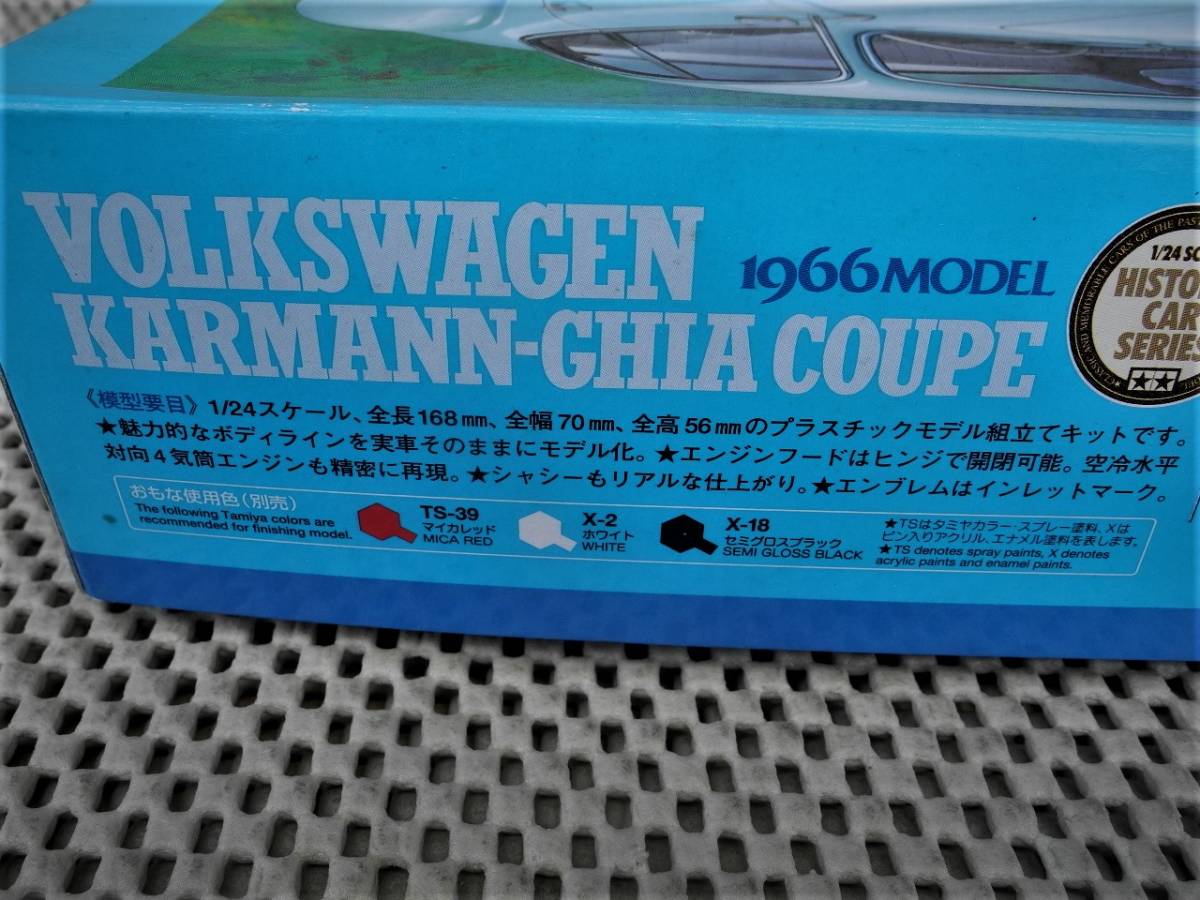 VOLKSWAGEN
KARMANN-GHIA COUPE
1966 MODEL
CLASSIC AND MEMORABLE CARS OF THE PAST
1/24
HISTO
CAR
SERIES
《模型要目》1/24スケール、全長168㎜、全幅70㎜、全高56㎜のプラスチックモデル組立てキットです。
★魅力的なボディラインを実車そのままにモデル化。★エンジンフードはヒンジで開閉可能。空冷水平
対向4気筒エンジンも精密に再現。★シャシーもリアルな仕上がり。★エンブレムはインレットマーク。
おもな使用色(別売)
The following Tamiya colors are
recommended for finishing model.
TS-39
マイカレッド
MICA RED
X-2
ホワイト
WHITE
X-18
セミグロスブラック
SEMI GLOSS BLACK
★TSはタミヤカラー・スプレー塗料、Xは
ビン入りアクリル、エナメル塗料を表します。
★TS denotes spray paints, X denotes
acrylic paints and enamel paints.